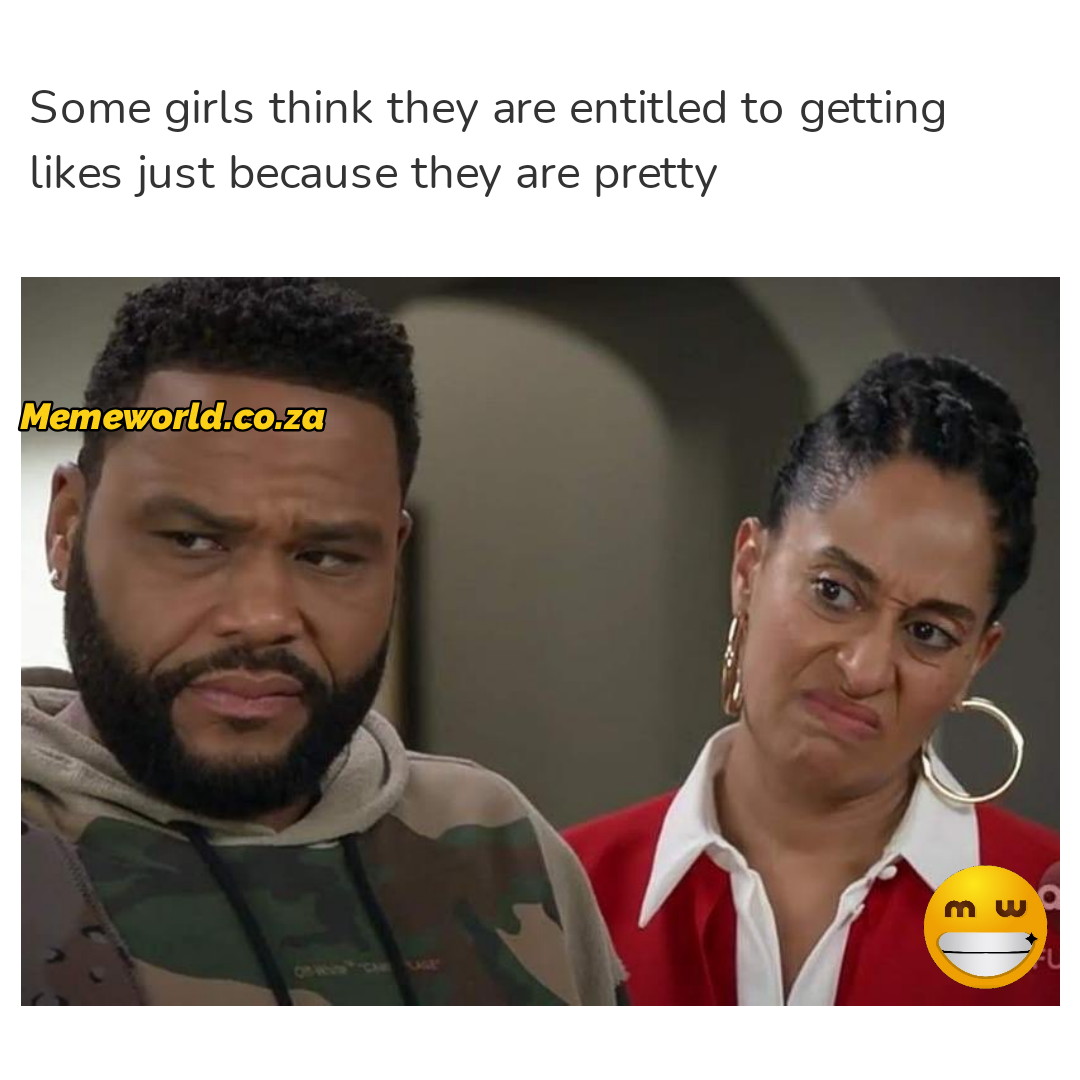 Some girls think they are entitled to getting
likes just because they are pretty
Memeworld.co.za
m w